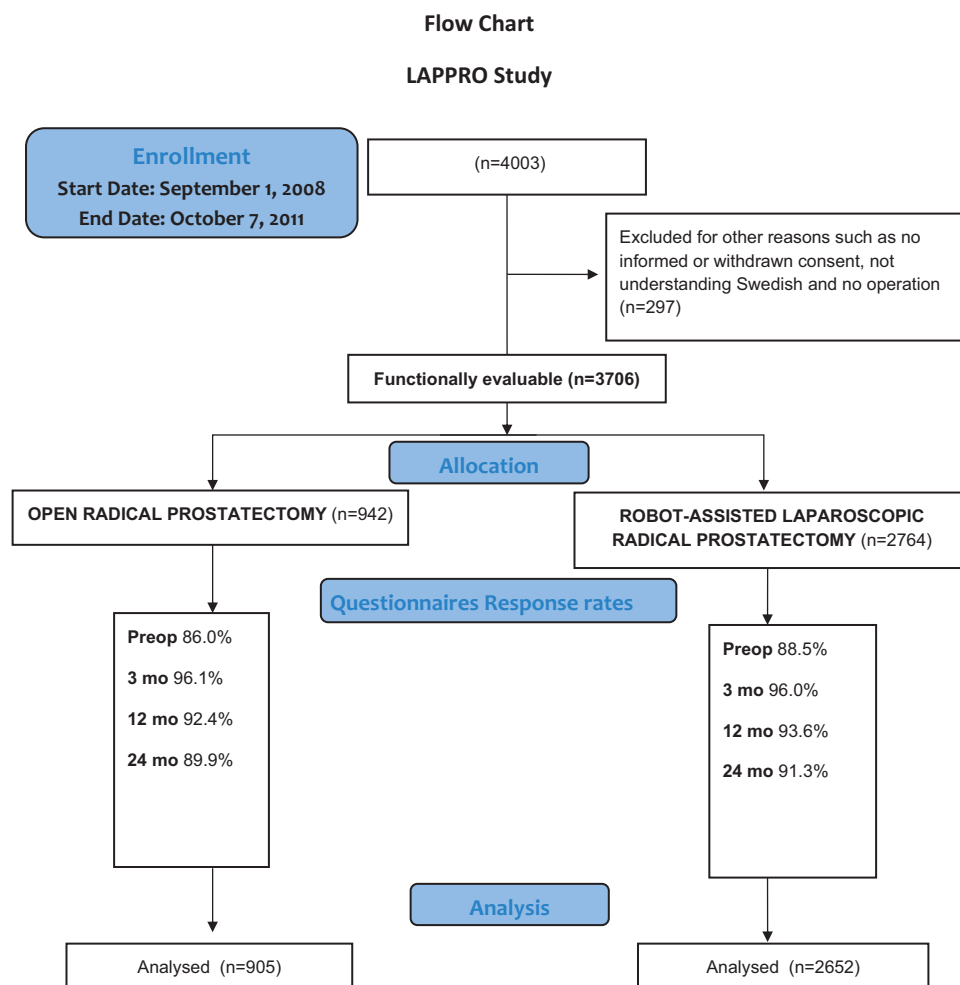 Flow Chart
LAPPRO Study
Enrollment
Start Date: September 1, 2008
End Date: October 7, 2011
(n=4003)
Excluded for other reasons such as no
informed or withdrawn consent, not
understanding Swedish and no operation
(n=297)
Functionally evaluable (n=3706)
Allocation
OPEN RADICAL PROSTATECTOMY (n=942)
ROBOT-ASSISTED LAPAROSCOPIC
RADICAL PROSTATECTOMY (n=2764)
Questionnaires Response rates
Preop 86.0%
3 mo 96.1%
12 mo 92.4%
24 mo 89.9%
Preop 88.5%
3 mo 96.0%
12 mo 93.6%
24 mo 91.3%
Analysis
Analysed (n=905)
Analysed (n=2652)